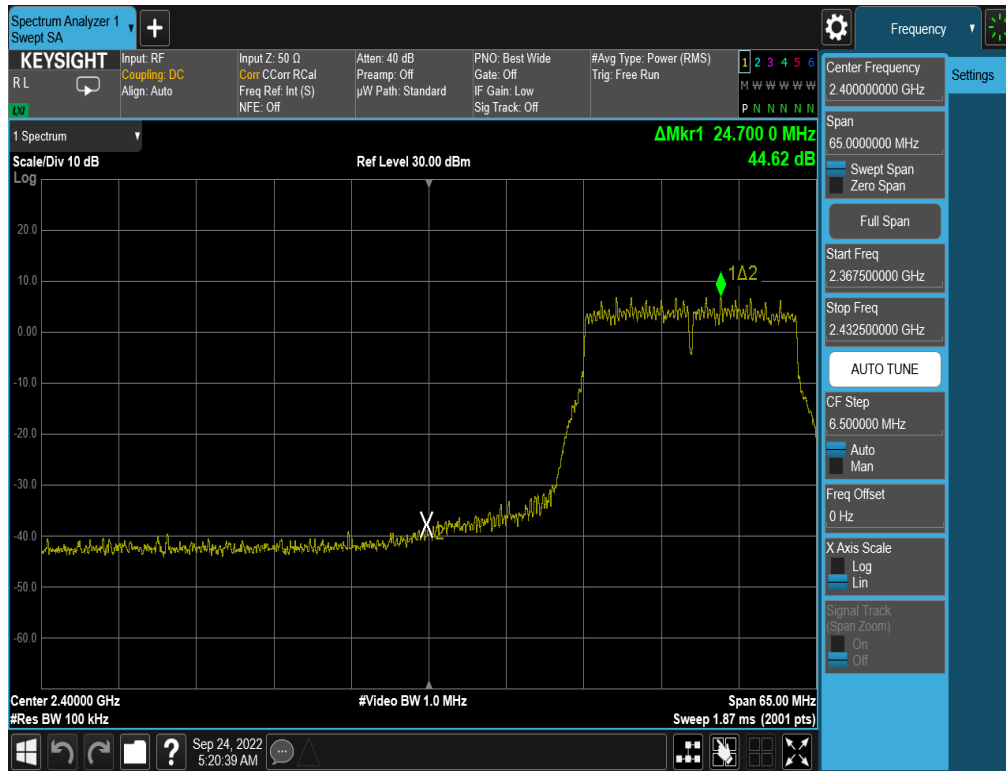 Spectrum Analyzer 1
Swept SA
Frequency
KEYSIGHT
R L
LXI
Input: RF
Coupling: DC
Align: Auto
Input Z: 50 Ω
Corr CCorr RCal
Freq Ref: Int (S)
NFE: Off
Atten: 40 dB
Preamp: Off
µW Path: Standard
PNO: Best Wide
Gate: Off
IF Gain: Low
Sig Track: Off
#Avg Type: Power (RMS)
Trig: Free Run
1 2 3 4 5 6
M W W W W W
P N N N N N
Center Frequency
2.400000000 GHz
Settings
Span
65.0000000 MHz
Swept Span
Zero Span
Full Span
Start Freq
2.367500000 GHz
Stop Freq
2.432500000 GHz
AUTO TUNE
CF Step
6.500000 MHz
Auto
Man
Freq Offset
0 Hz
X Axis Scale
Log
Lin
Signal Track
(Span Zoom)
On
Off
1 Spectrum
ΔMkr1 24.700 0 MHz
44.62 dB
Scale/Div 10 dB
Ref Level 30.00 dBm
Log
20.0
10.0
0.00
-10.0
-20.0
-30.0
-40.0
-50.0
-60.0
1Δ2
2
Center 2.40000 GHz
#Video BW 1.0 MHz
Span 65.00 MHz
#Res BW 100 kHz
Sweep 1.87 ms (2001 pts)
?
Sep 24, 2022
5:20:39 AM